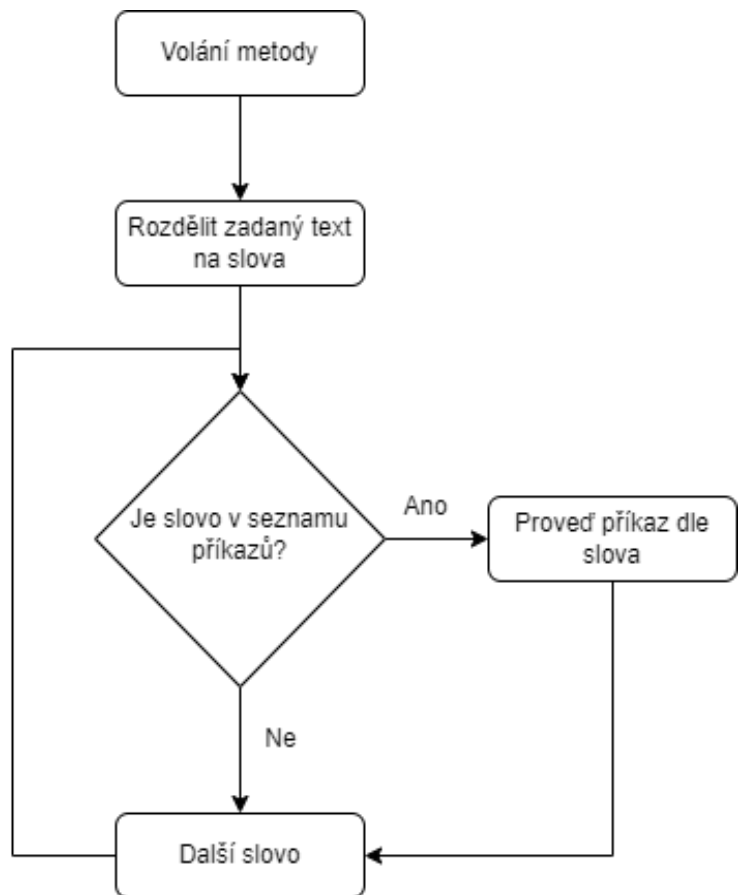 Volání metody
Rozdělit zadaný text
na slova
Je slovo v seznamu
příkazů?
Ano
Proveď příkaz dle
slova
Ne
Další slovo